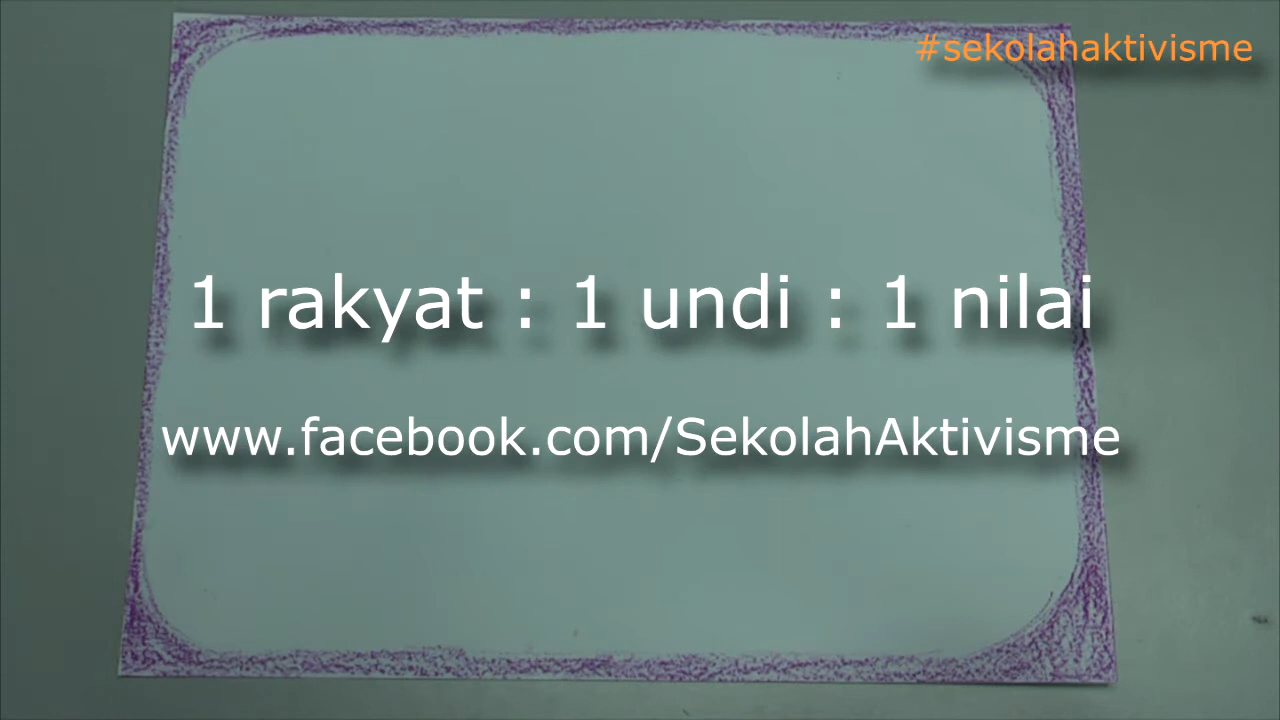 #sekolahaktivisme
1 rakyat : 1 undi : 1 nilai
www.facebook.com/SekolahAktivisme